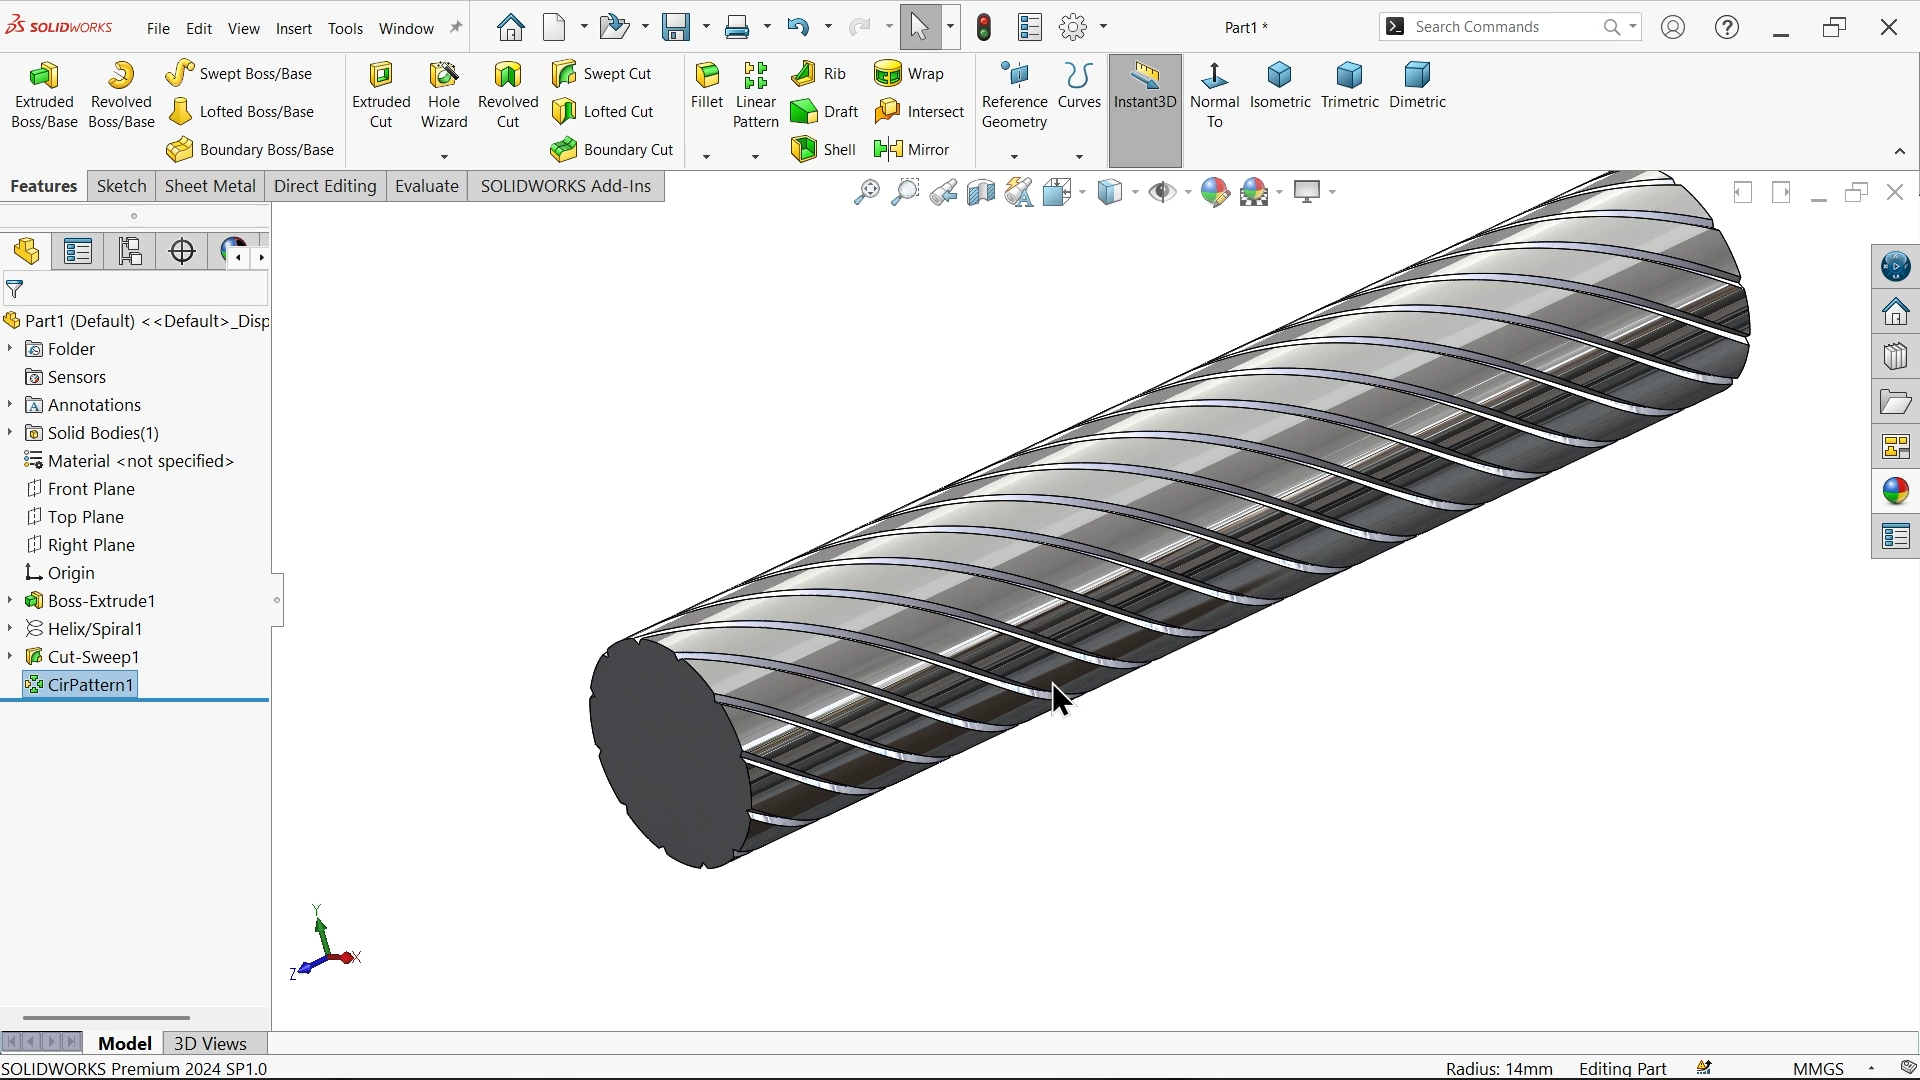 SOLIDWORKS File Edit View Insert Tools Window Part1 * Search Commands
Extruded Boss/Base
Revolved Boss/Base
Swept Boss/Base
Lofted Boss/Base
Boundary Boss/Base
Extruded Cut
Hole Wizard
Revolved Cut
Swept Cut
Lofted Cut
Boundary Cut
Fillet
Linear Pattern
Rib
Draft
Shell
Wrap
Intersect
Mirror
Reference Geometry
Curves
Instant3D
Normal To
Isometric
Trimetric
Dimetric
Features Sketch Sheet Metal Direct Editing Evaluate SOLIDWORKS Add-Ins
Part1 (Default) <<Default>_Disp
Folder
Sensors
Annotations
Solid Bodies(1)
Material <not specified>
Front Plane
Top Plane
Right Plane
Origin
Boss-Extrude1
Helix/Spiral1
Cut-Sweep1
CirPattern1
Y
X
Z
Model 3D Views
SOLIDWORKS Premium 2024 SP1.0 Radius: 14mm Editing Part MMGS